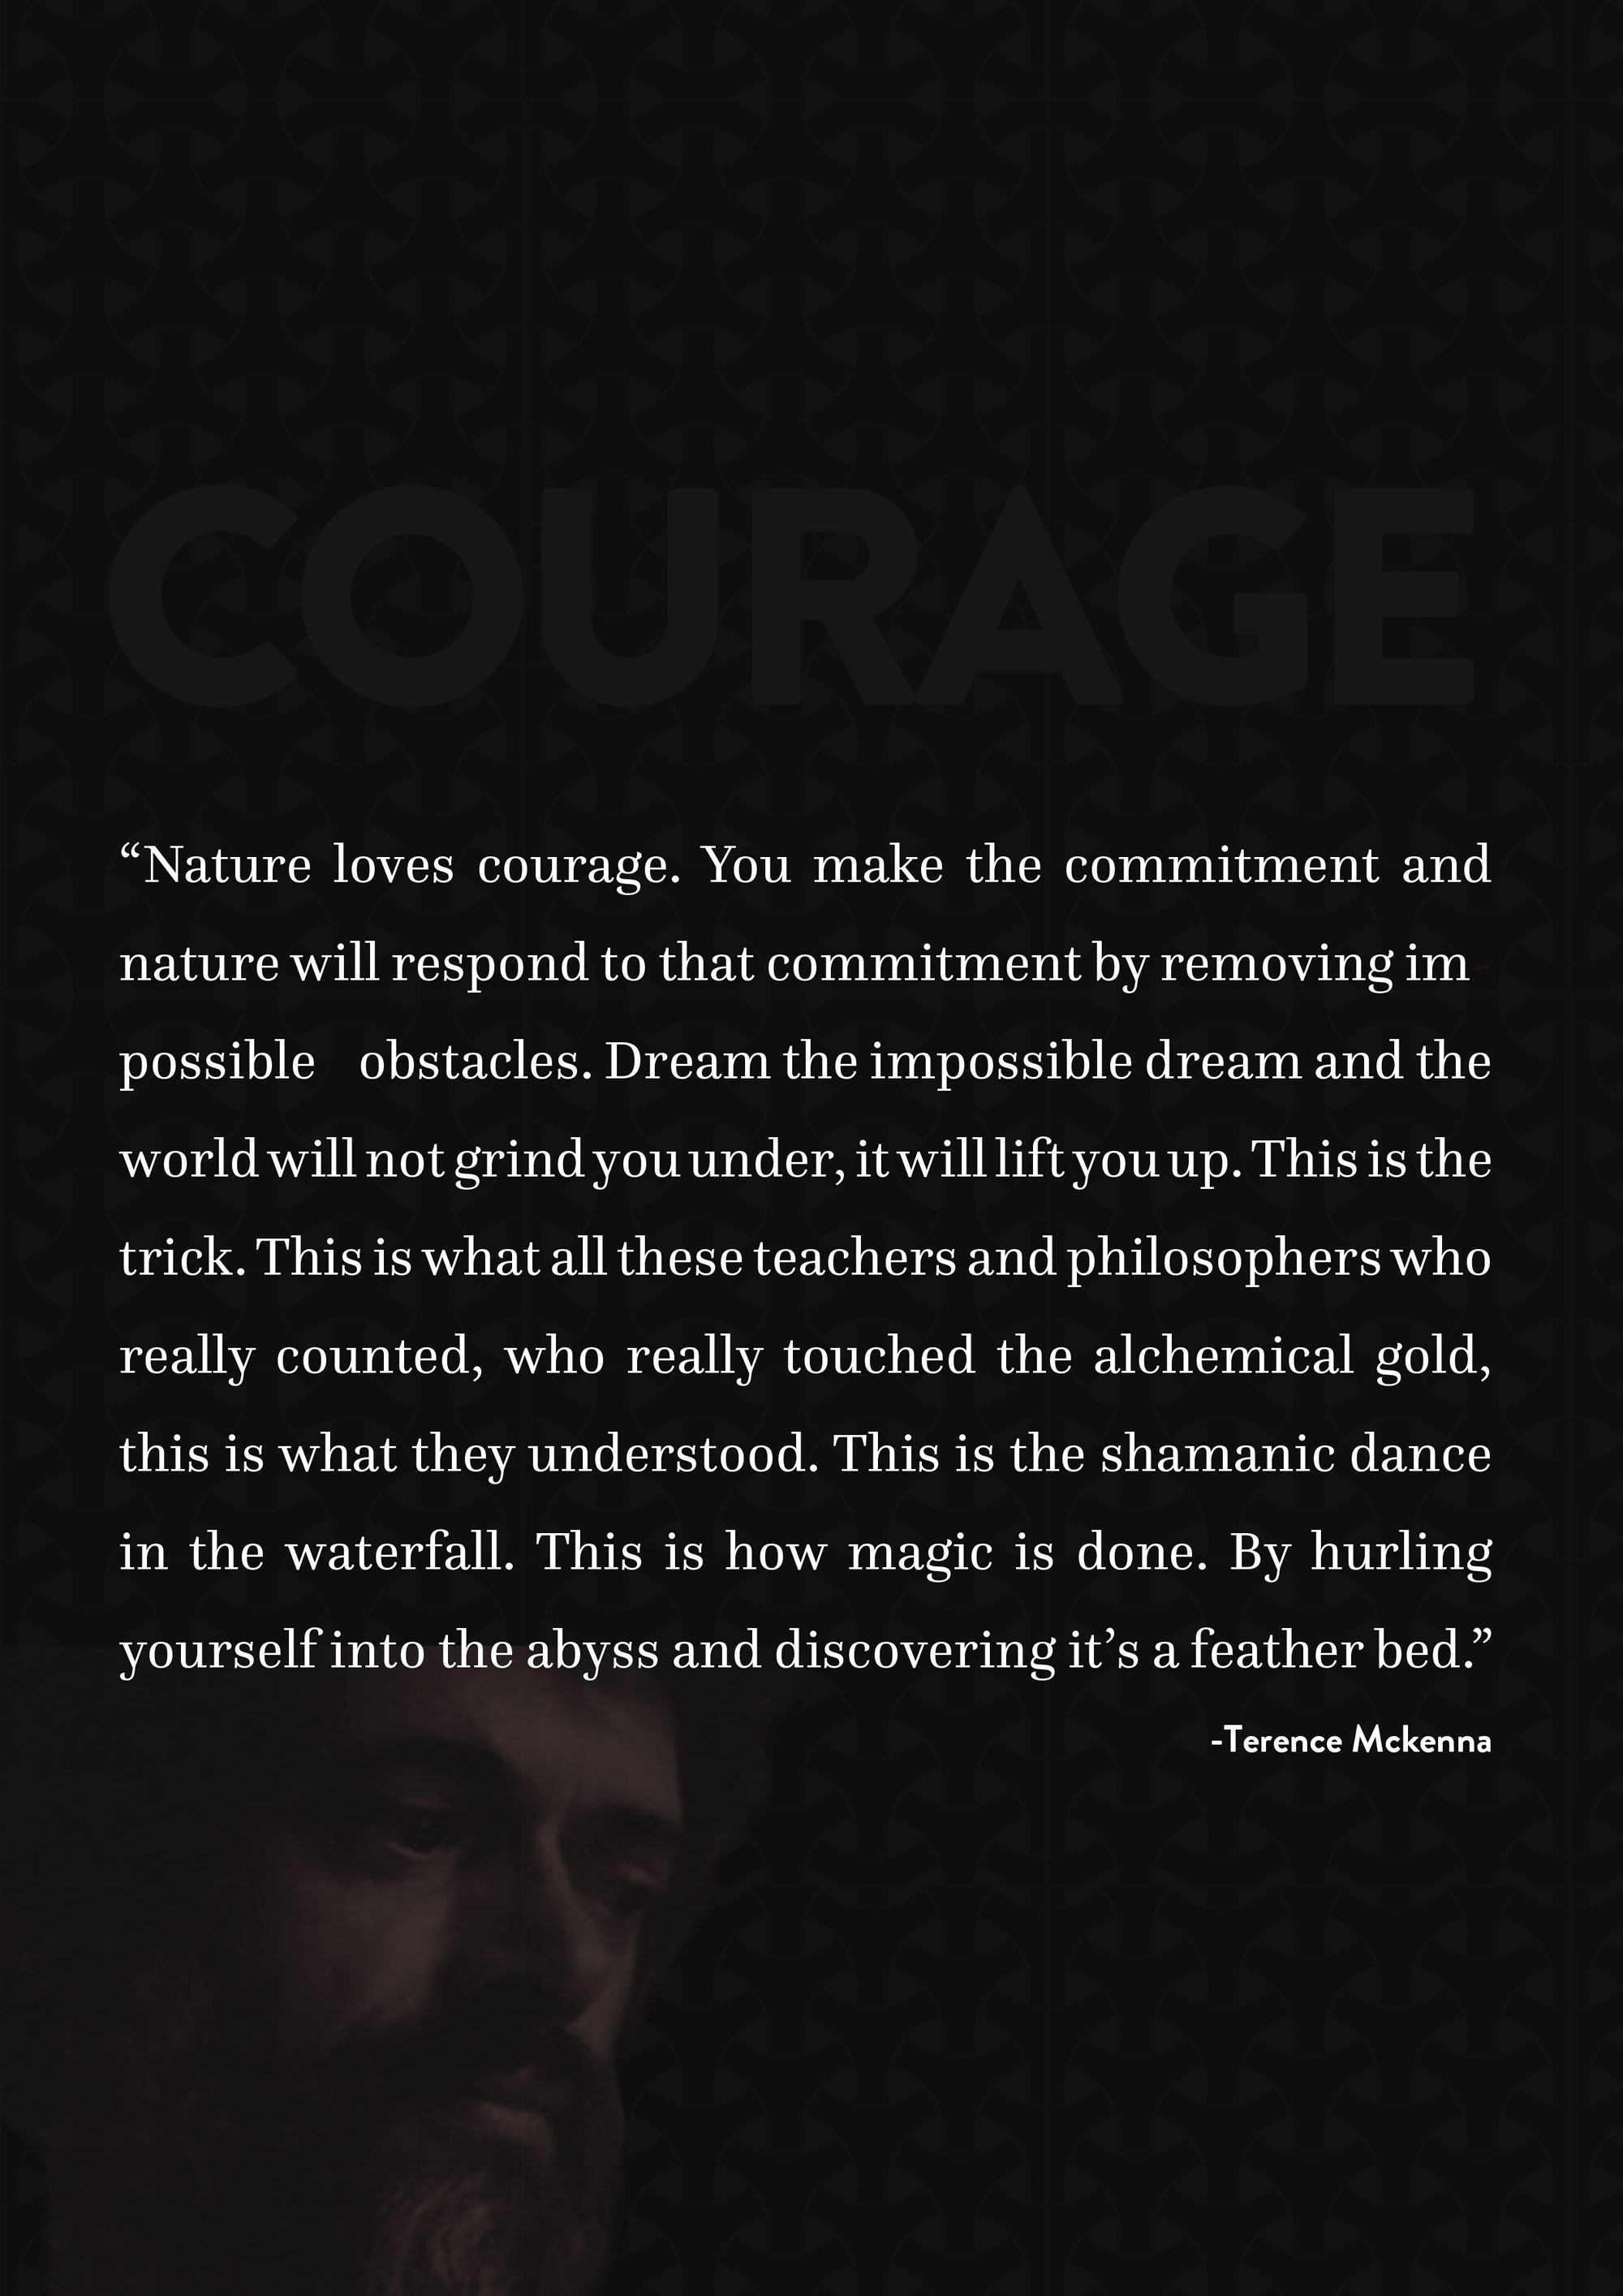 COURAGE
“Nature loves courage. You make the commitment and
nature will respond to that commitment by removing im-
possible obstacles. Dream the impossible dream and the
world will not grind you under, it will lift you up. This is the
trick. This is what all these teachers and philosophers who
really counted, who really touched the alchemical gold,
this is what they understood. This is the shamanic dance
in the waterfall. This is how magic is done. By hurling
yourself into the abyss and discovering it’s a feather bed.”
-Terence Mckenna